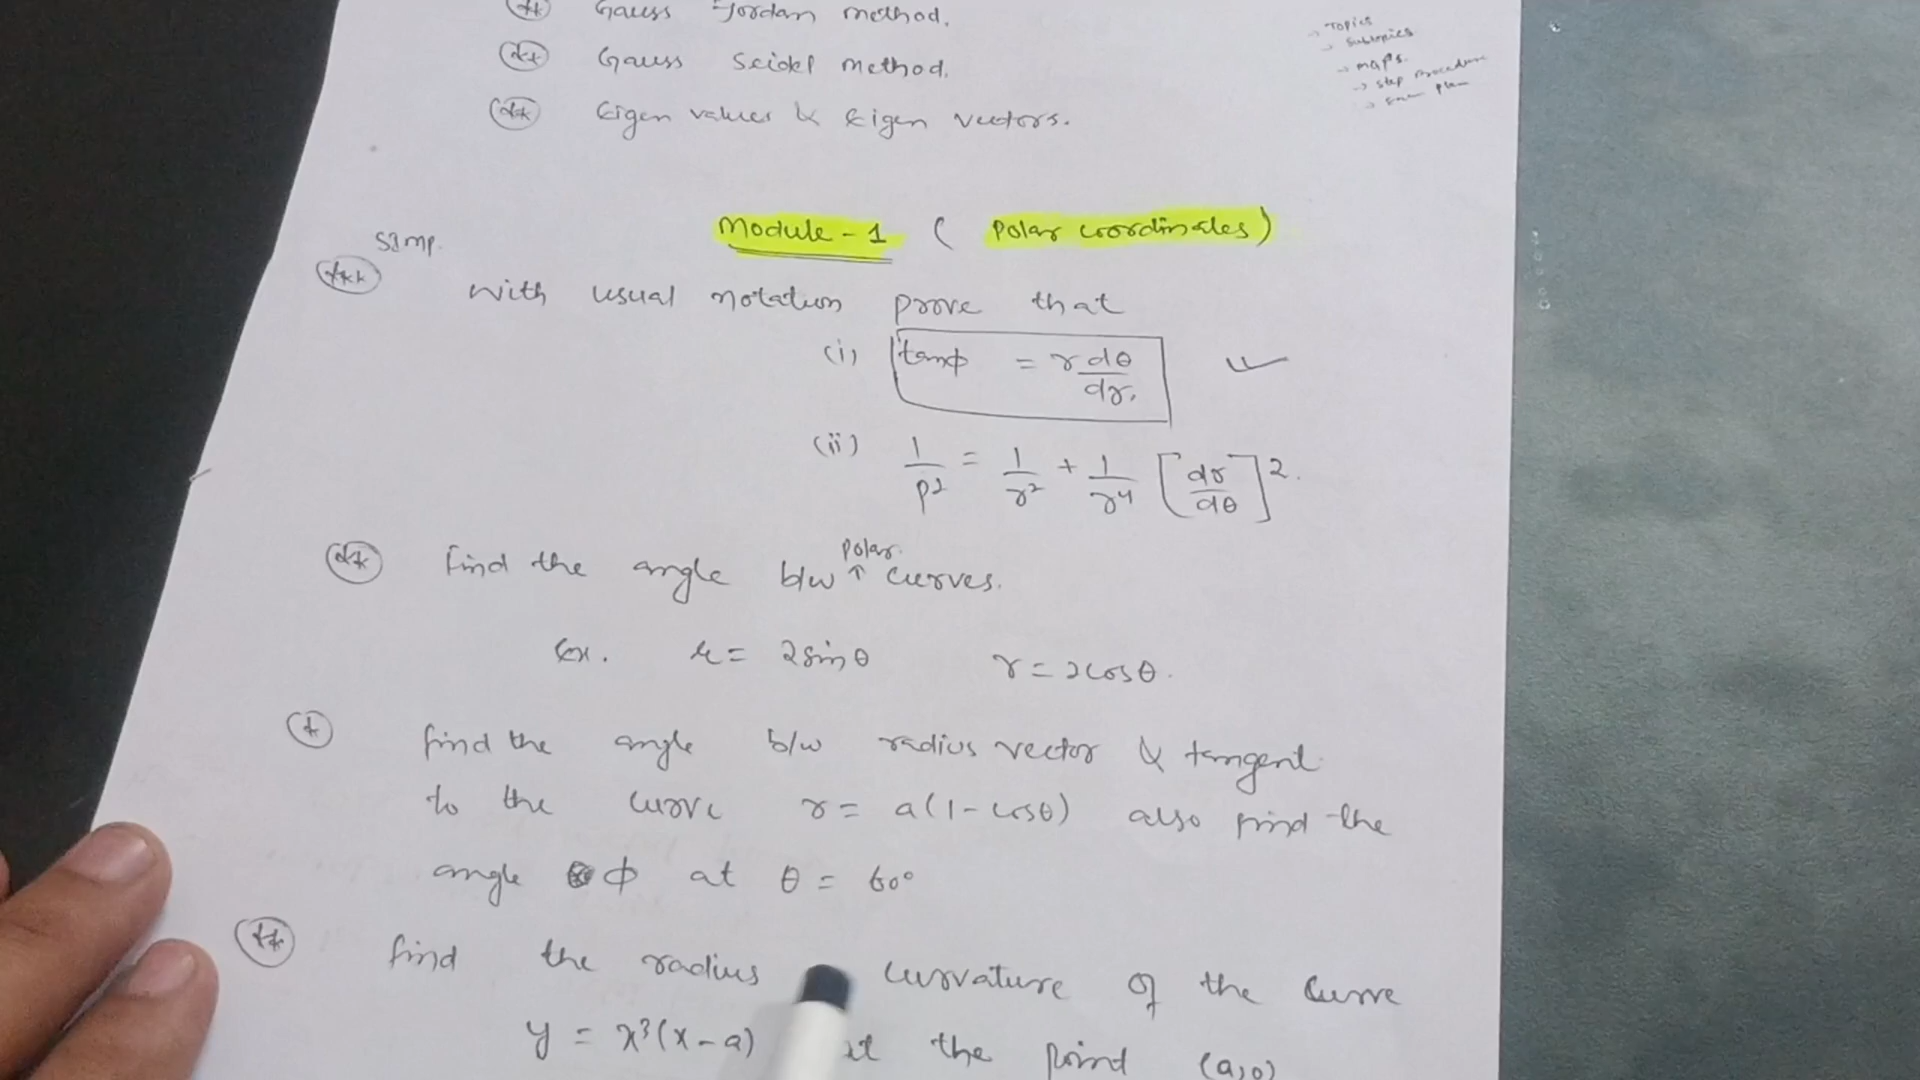 ** Gauss Jordan method.
** Gauss Seidel method.
** Eigen values & Eigen vectors.
→ Topics
→ Subtopics
→ step procedure
Module - 1 ( Polar coordinates)
*** With usual notation prove that
(i) tanφ = r dθ/dr.
(ii) 1/p² = 1/r² + 1/r⁴ [dr/dθ]².
** Find the angle b/w polar curves.
Ex. r = 2sinθ r = 2cosθ.
* find the angle b/w radius vector & tangent
to the curve r = a(1 - cosθ) also find the
angle φ at θ = 60°
** find the radius curvature of the curve
y = x³(x-a) at the point (a,0)